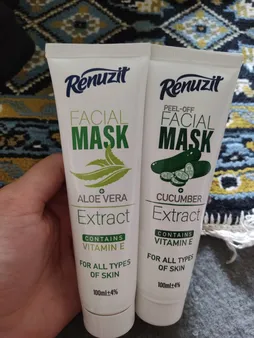 Renuzit
FACIAL
MASK
ALOE VERA
Extract
CONTAINS
VITAMIN E
FOR ALL TYPES
OF SKIN
100ml±4%
Renuzit
PEEL-OFF
FACIAL
MASK
CUCUMBER
Extract
CONTAINS
VITAMIN E
FOR ALL TYPES
OF SKIN
100ml±4%